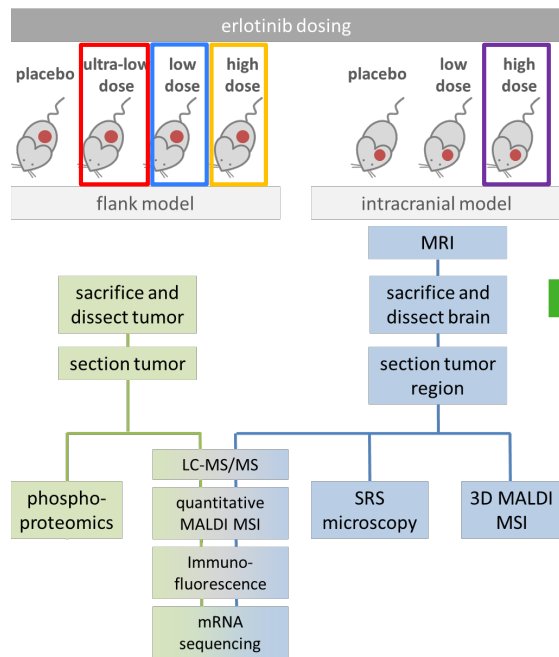 erlotinib dosing
placebo
ultra-low
dose
low
dose
high
dose
placebo
low
dose
high
dose
flank model
intracranial model
MRI
sacrifice and
dissect tumor
sacrifice and
dissect brain
section tumor
section tumor
region
LC-MS/MS
phospho-
proteomics
quantitative
MALDI MSI
SRS
microscopy
3D MALDI
MSI
Immuno-
fluorescence
mRNA
sequencing